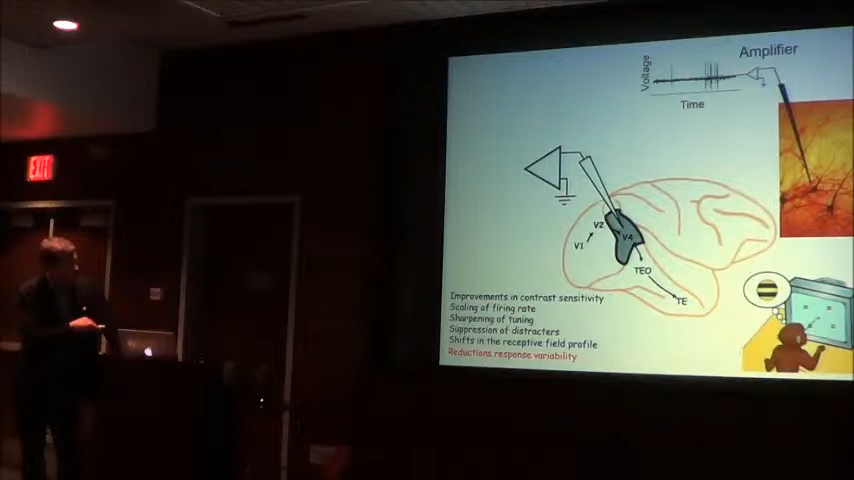 EXIT
Amplifier
Voltage
Time
V1
V2
V4
TEO
TE
Improvements in contrast sensitivity
Scaling of firing rate
Sharpening of tuning
Suppression of distracters
Shifts in the receptive field profile
Reductions response variability